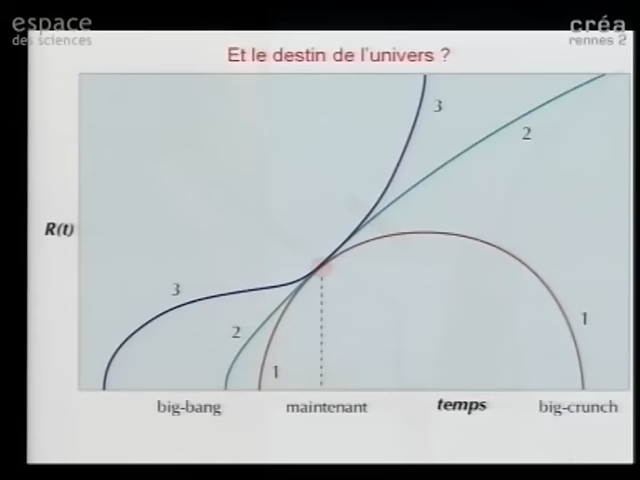 espace
des sciences
créa
rennes 2
Et le destin de l'univers ?
3
2
R(t)
3
2
1
1
big-bang
maintenant
temps
big-crunch